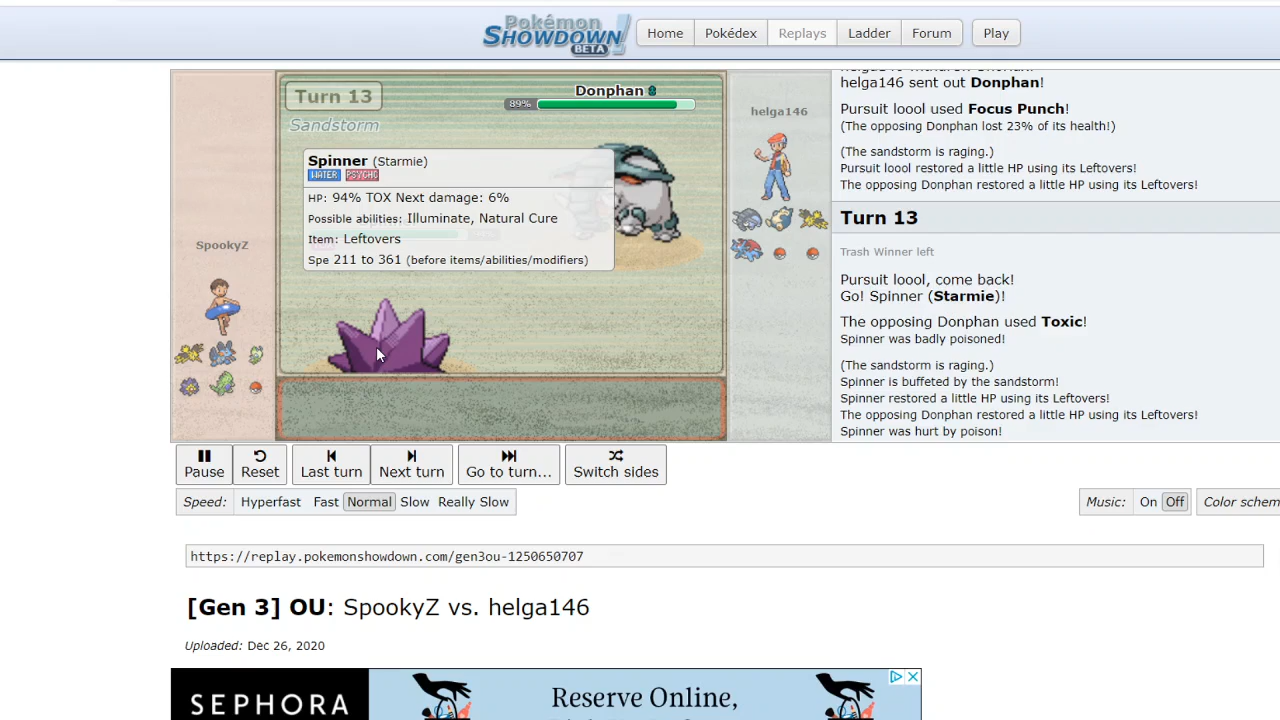 Pokémon
SHOWDOWN!
BETA
Home
Pokédex
Replays
Ladder
Forum
Play
Turn 13
Sandstorm
Donphan
89%
Spinner (Starmie)
WATER PSYCHC
HP: 94% TOX Next damage: 6%
Possible abilities: Illuminate, Natural Cure
Item: Leftovers
Spe 211 to 361 (before items/abilities/modifiers)
SpookyZ
helga146
helga146 sent out Donphan!
Pursuit loool used Focus Punch!
(The opposing Donphan lost 23% of its health!)
(The sandstorm is raging.)
Pursuit loool restored a little HP using its Leftovers!
The opposing Donphan restored a little HP using its Leftovers!
Turn 13
Trash Winner left
Pursuit loool, come back!
Go! Spinner (Starmie)!
The opposing Donphan used Toxic!
Spinner was badly poisoned!
(The sandstorm is raging.)
Spinner is buffeted by the sandstorm!
Spinner restored a little HP using its Leftovers!
The opposing Donphan restored a little HP using its Leftovers!
Spinner was hurt by poison!
Pause
Reset
Last turn
Next turn
Go to turn...
Switch sides
Speed: Hyperfast Fast Normal Slow Really Slow
Music: On Off
Color schem
https://replay.pokemonshowdown.com/gen3ou-1250650707
[Gen 3] OU: SpookyZ vs. helga146
Uploaded: Dec 26, 2020
SEPHORA
Reserve Online,